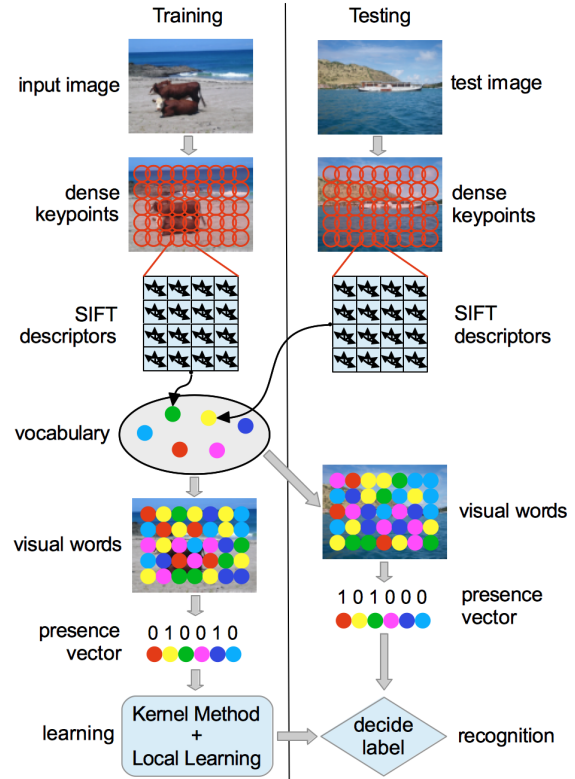 Training
Testing
input image
test image
dense
keypoints
dense
keypoints
SIFT
descriptors
SIFT
descriptors
vocabulary
visual words
visual words
presence
vector
0 1 0 0 1 0
1 0 1 0 0 0
presence
vector
learning
Kernel Method
+
Local Learning
decide
label
recognition